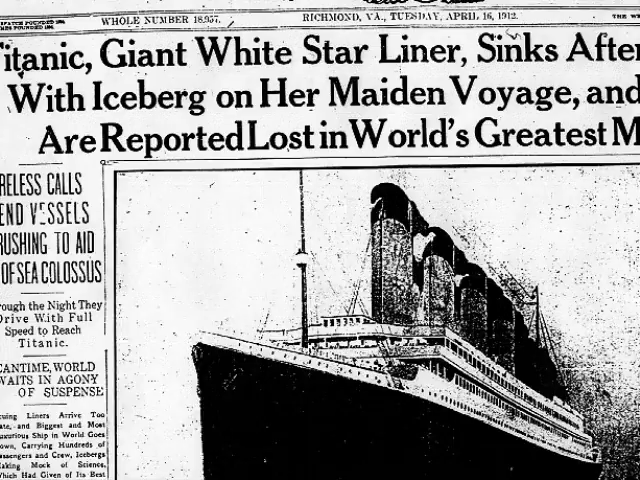 WHOLE NUMBER 18,957.
RICHMOND, VA., TUESDAY, APRIL 16, 1912.
THE
itanic, Giant White Star Liner, Sinks After
With Iceberg on Her Maiden Voyage, and
Are Reported Lost in World's Greatest M
RELESS CALLS
END VESSELS
RUSHING TO AID
OF SEA COLOSSUS
rough the Night They
Drive With Full
Speed to Reach
Titanic.
EANTIME, WORLD
WAITS IN AGONY
OF SUSPENSE
cuing Liners Arrive Too
ate, and Biggest and Most
uxurious Ship in World Goes
own, Carrying Hundreds of
assengers and Crew, Icebergs
aking Mock of Science,
Which Had Given of Its Best